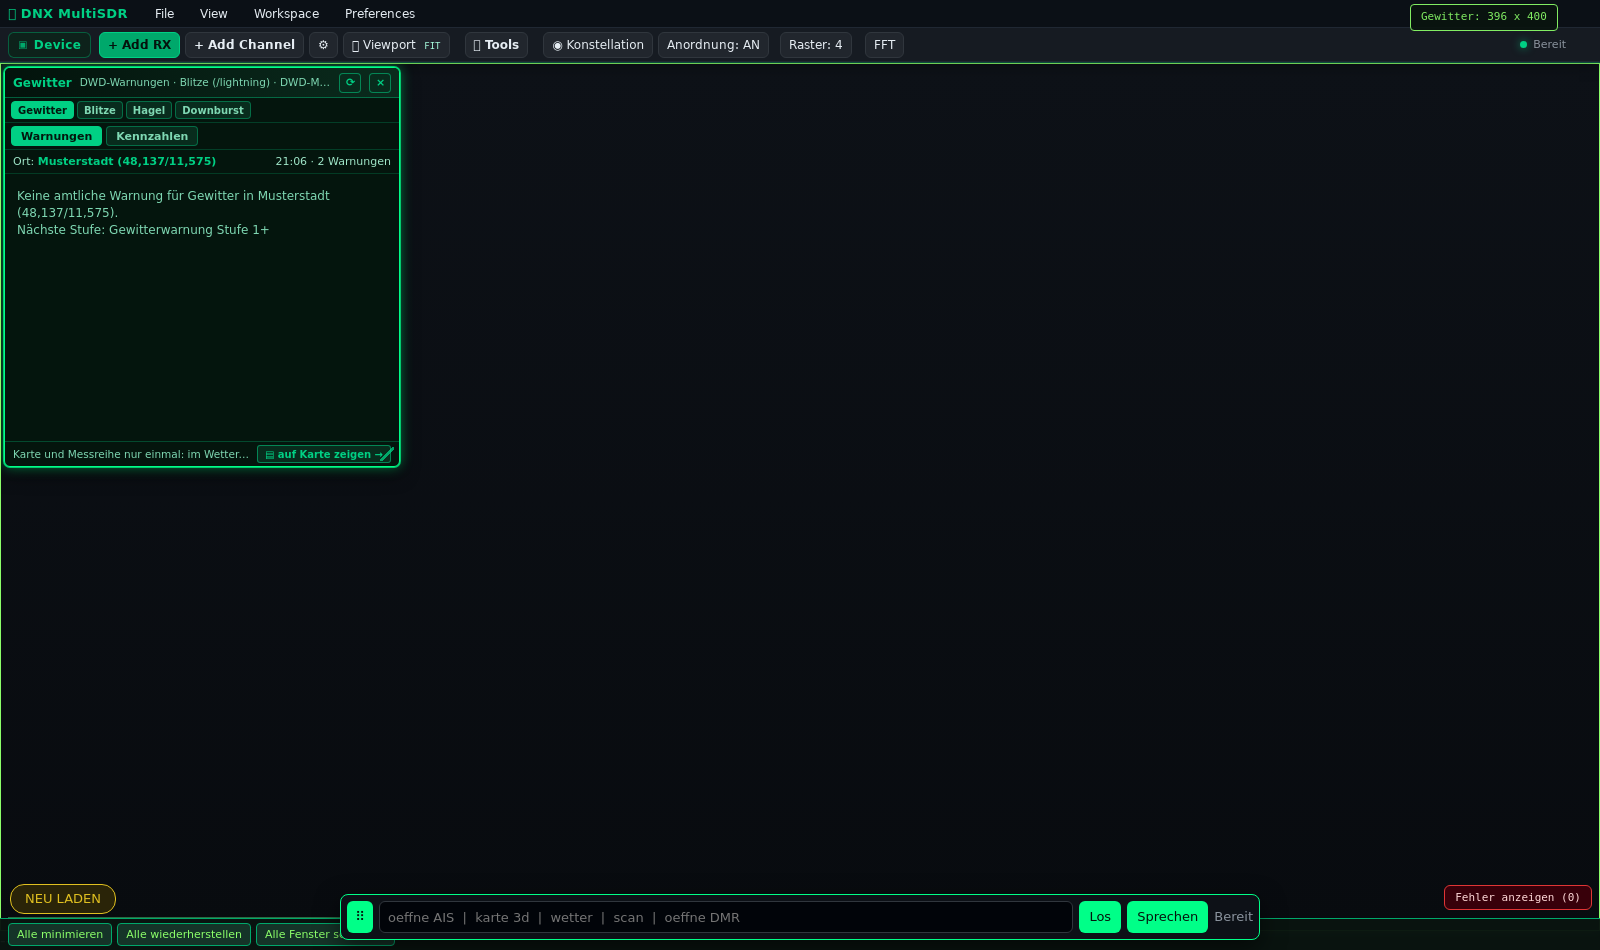 DNX MultiSDR File View Workspace Preferences
Gewitter: 396 x 400
Device + Add RX + Add Channel Viewport FIT Tools Konstellation Anordnung: AN Raster: 4 FFT Bereit
Gewitter DWD-Warnungen · Blitze (/lightning) · DWD-M...
Gewitter Blitze Hagel Downburst
Warnungen Kennzahlen
Ort: Musterstadt (48,137/11,575) 21:06 · 2 Warnungen
Keine amtliche Warnung für Gewitter in Musterstadt
(48,137/11,575).
Nächste Stufe: Gewitterwarnung Stufe 1+
Karte und Messreihe nur einmal: im Wetter... auf Karte zeigen →
NEU LADEN
Fehler anzeigen (0)
oeffne AIS | karte 3d | wetter | scan | oeffne DMR Los Sprechen Bereit
Alle minimieren Alle wiederherstellen Alle Fenster